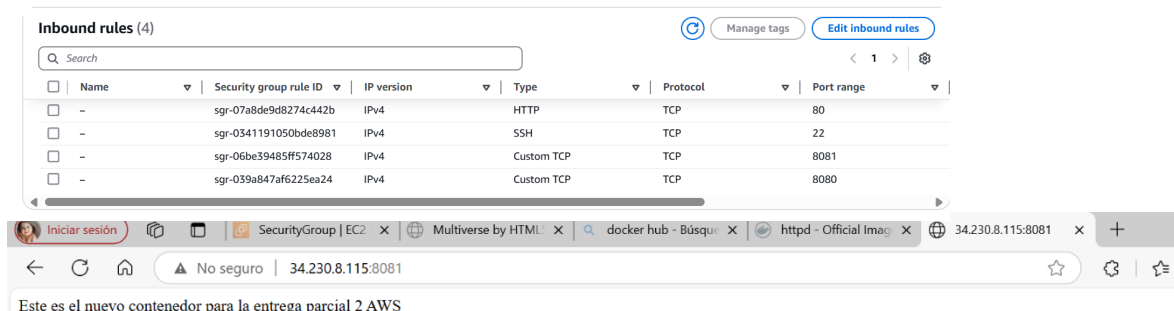 Inbound rules (4)
Manage tags
Edit inbound rules
Search
1
Name Security group rule ID IP version Type Protocol Port range
– sgr-07a8de9d8274c442b IPv4 HTTP TCP 80
– sgr-0341191050bde8981 IPv4 SSH TCP 22
– sgr-06be39485ff574028 IPv4 Custom TCP TCP 8081
– sgr-039a847af6225ea24 IPv4 Custom TCP TCP 8080
Iniciar sesión SecurityGroup | EC2 Multiverse by HTML docker hub - Búsque httpd - Official Imag 34.230.8.115:8081
No seguro 34.230.8.115:8081
Este es el nuevo contenedor para la entrega parcial 2 AWS